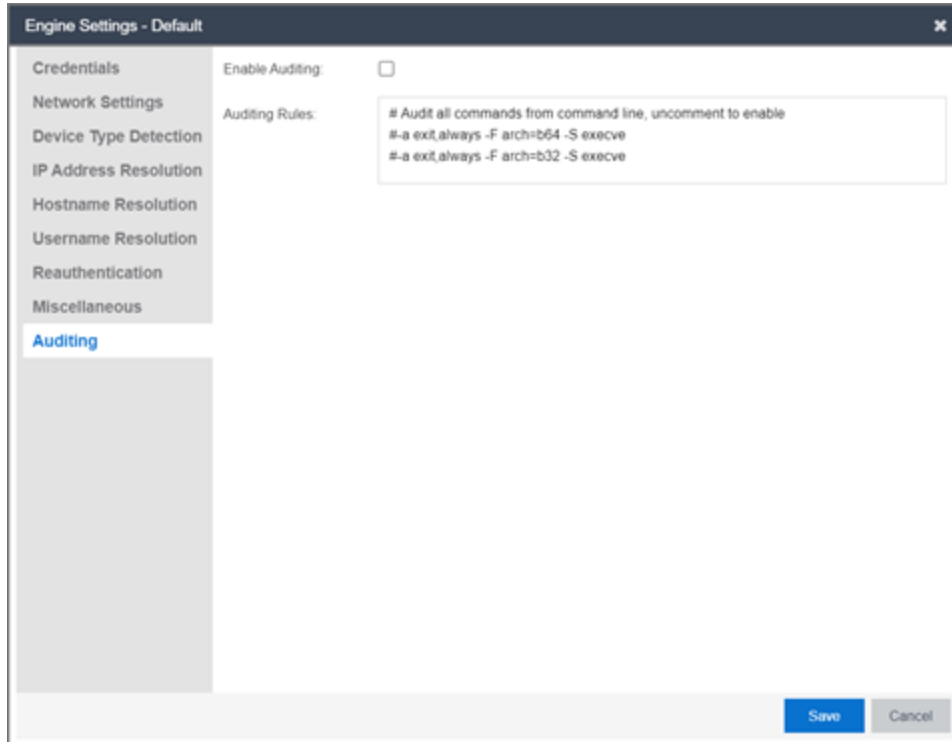 Engine Settings - Default
Credentials
Network Settings
Device Type Detection
IP Address Resolution
Hostname Resolution
Username Resolution
Reauthentication
Miscellaneous
Auditing
Enable Auditing:
Auditing Rules:
# Audit all commands from command line, uncomment to enable
#-a exit,always -F arch=b64 -S execve
#-a exit,always -F arch=b32 -S execve
Save
Cancel